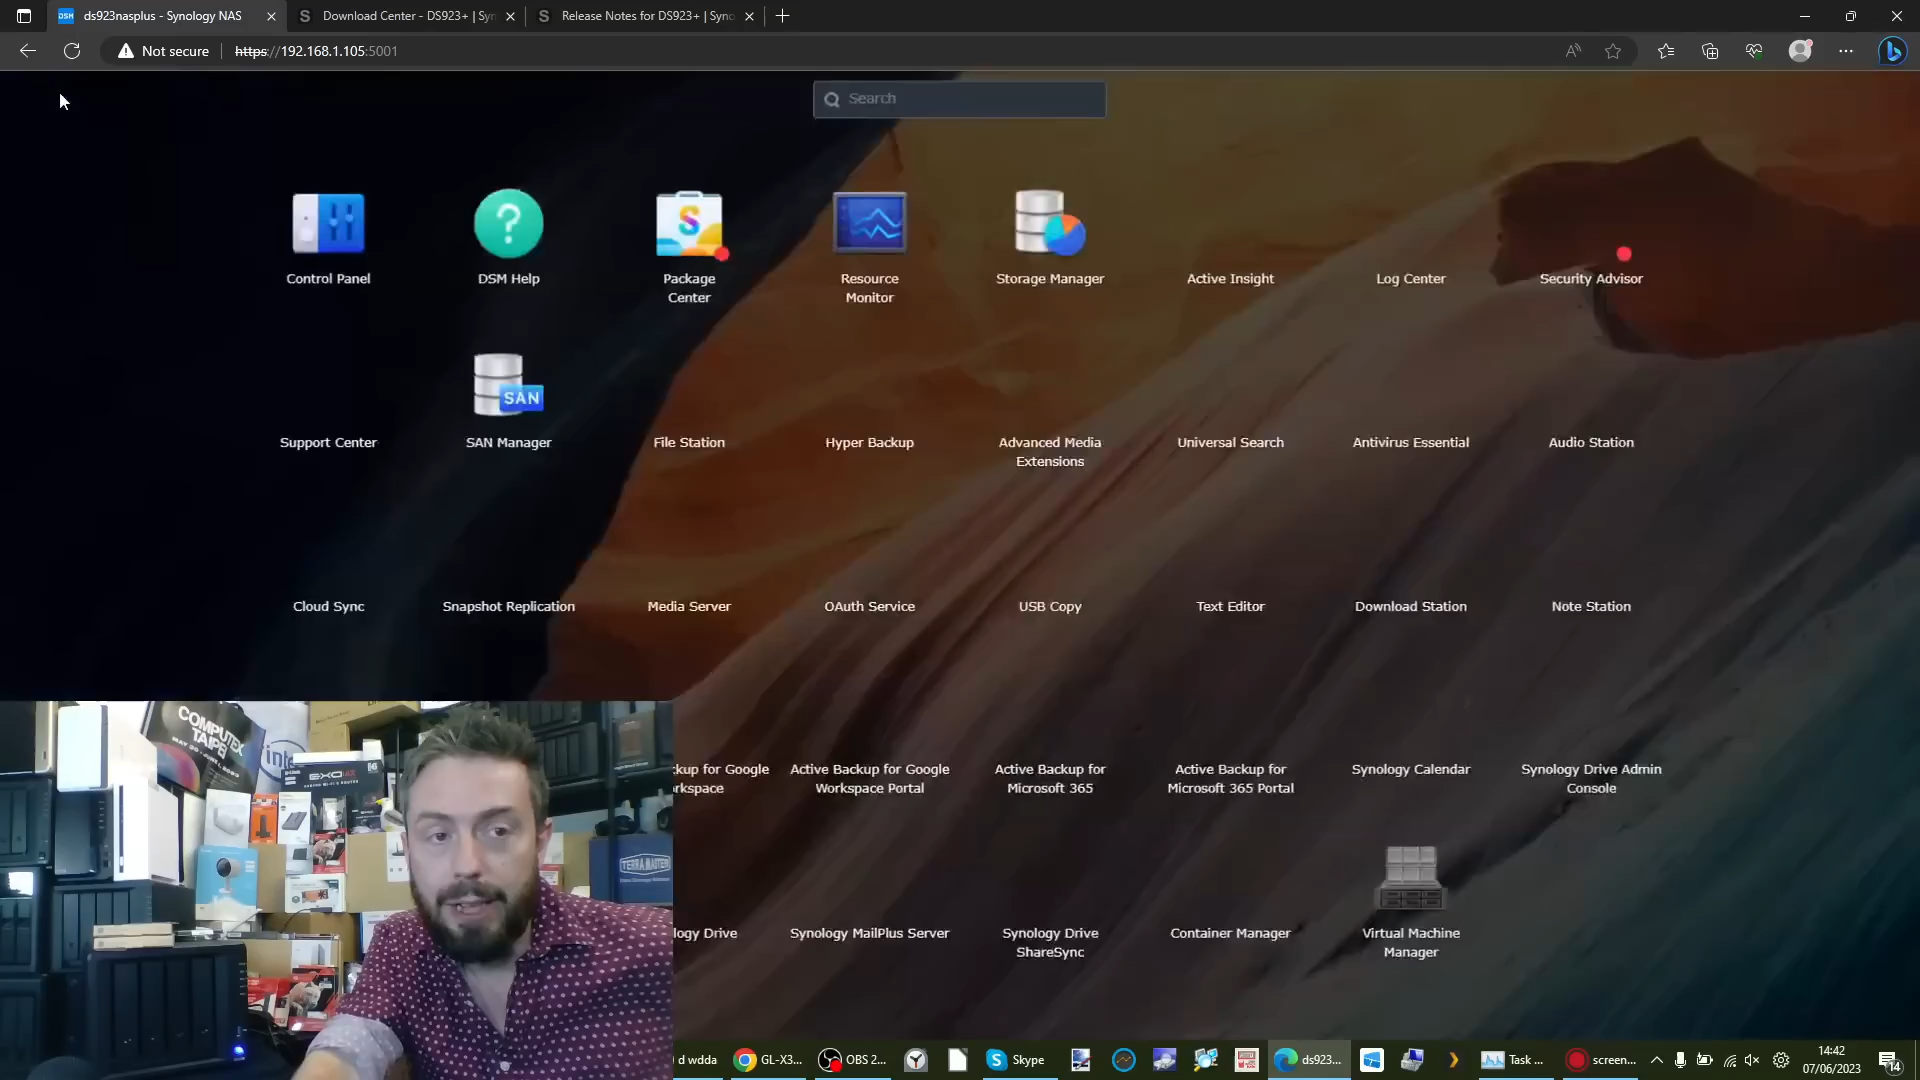 ds923nasplus - Synology NAS
Download Center - DS923+ | Syn
Release Notes for DS923+ | Syno
Not secure
https://192.168.1.105:5001
Search
Control Panel
DSM Help
Package Center
Resource Monitor
Storage Manager
Active Insight
Log Center
Security Advisor
SAN
Support Center
SAN Manager
File Station
Hyper Backup
Advanced Media Extensions
Universal Search
Antivirus Essential
Audio Station
Cloud Sync
Snapshot Replication
Media Server
OAuth Service
USB Copy
Text Editor
Download Station
Note Station
kup for Google
rkspace
Active Backup for Google Workspace Portal
Active Backup for Microsoft 365
Active Backup for Microsoft 365 Portal
Synology Calendar
Synology Drive Admin Console
logy Drive
Synology MailPlus Server
Synology Drive ShareSync
Container Manager
Virtual Machine Manager
COMPUTEX
TAIPEI
intel
EXO AX
TERRAMASTER
d wdda
GL-X3...
OBS 2...
Skype
ds923...
Task ...
screen...
14:42
07/06/2023
14